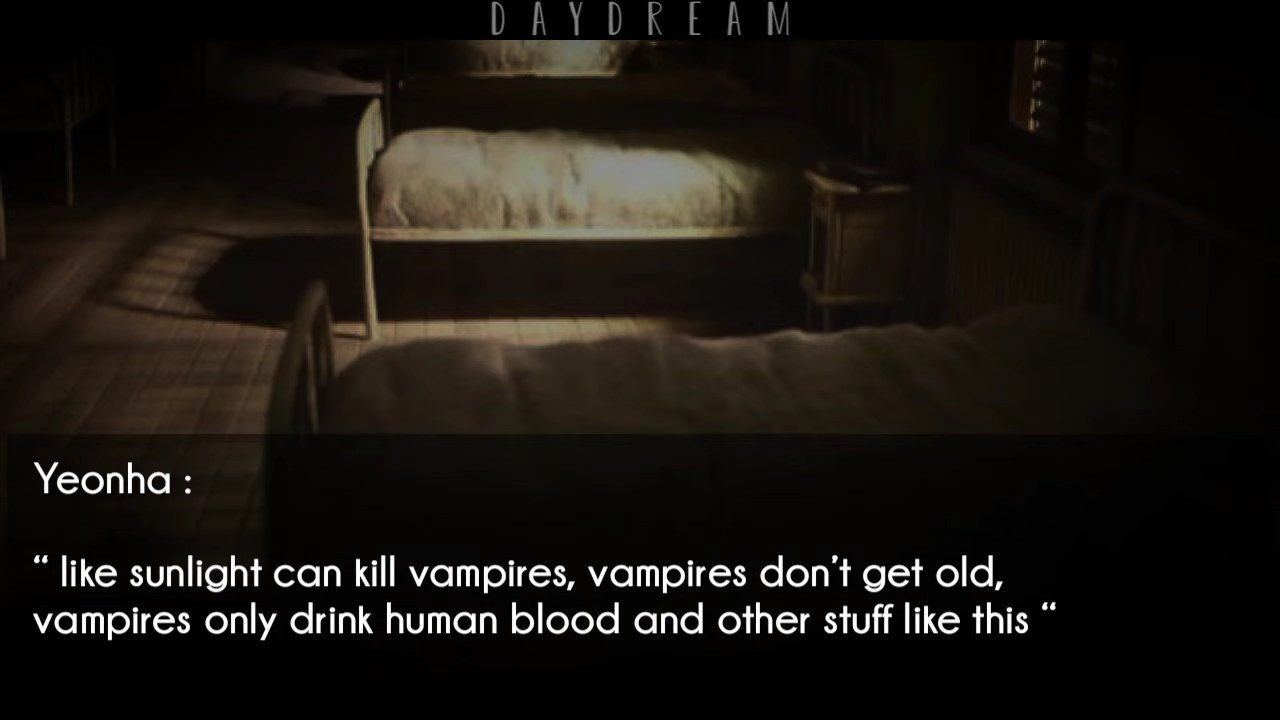 DAYDREAM
Yeonha :
“ like sunlight can kill vampires, vampires don’t get old,
vampires only drink human blood and other stuff like this “